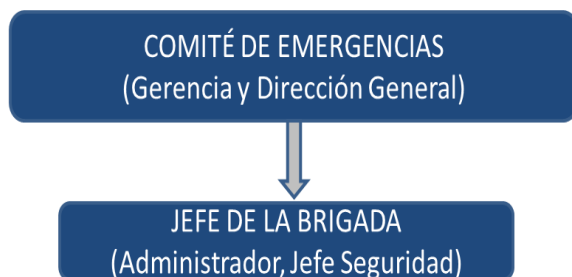 COMITÉ DE EMERGENCIAS
(Gerencia y Dirección General)
JEFE DE LA BRIGADA
(Administrador, Jefe Seguridad)